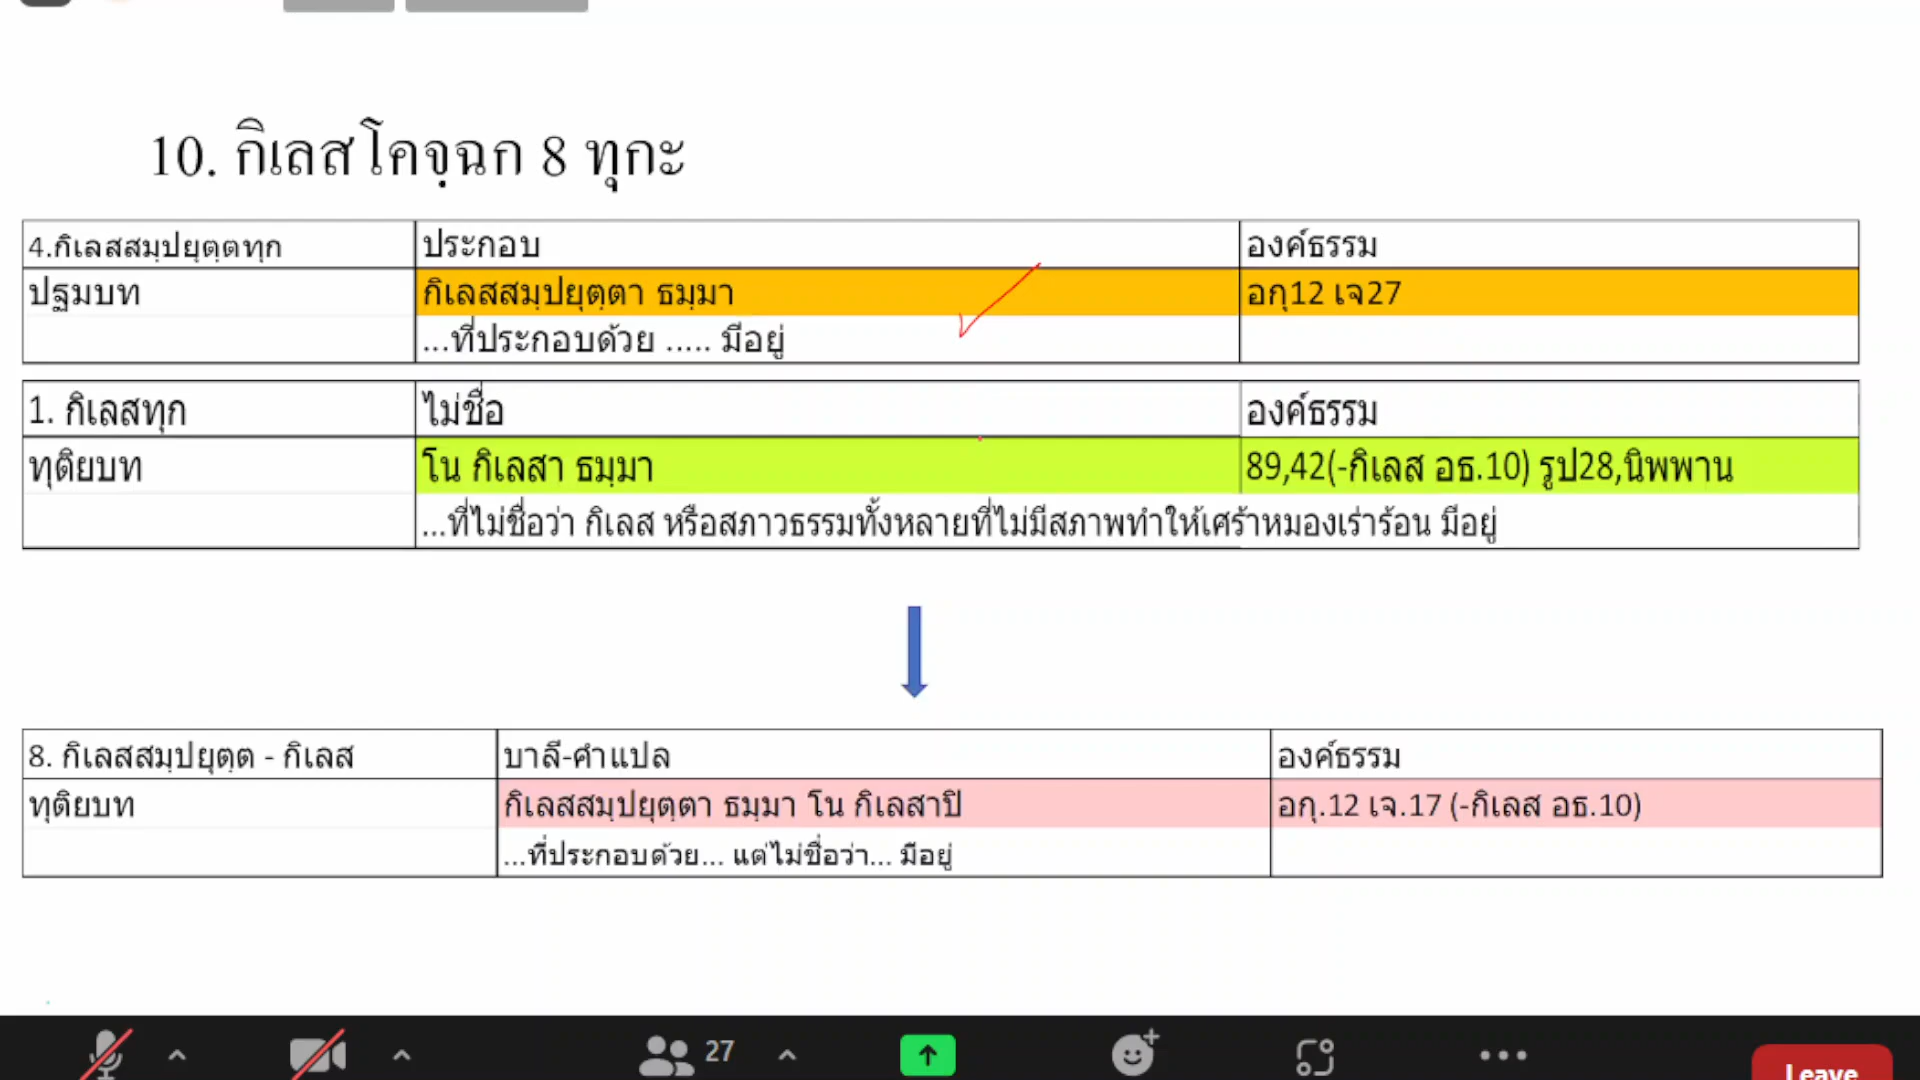 10. กิเลสโคจฺฉก 8 ทุกะ
4.กิเลสสมฺปยุตฺตทุก ประกอบ องค์ธรรม
ปฐมบท กิเลสสมฺปยุตฺตา ธมฺมา อกุ12 เจ27
...ที่ประกอบด้วย ..... มีอยู่
1. กิเลสทุก ไม่ชื่อ องค์ธรรม
ทุติยบท โน กิเลสา ธมฺมา 89,42(-กิเลส อธ.10) รูป28,นิพพาน
...ที่ไม่ชื่อว่า กิเลส หรือสภาวธรรมทั้งหลายที่ไม่มีสภาพทำให้เศร้าหมองเร่าร้อน มีอยู่
8. กิเลสสมฺปยุตฺต - กิเลส บาลี-คำแปล องค์ธรรม
ทุติยบท กิเลสสมฺปยุตฺตา ธมฺมา โน กิเลสาปิ อกุ.12 เจ.17 (-กิเลส อธ.10)
...ที่ประกอบด้วย... แต่ไม่ชื่อว่า... มีอยู่
27
Leave